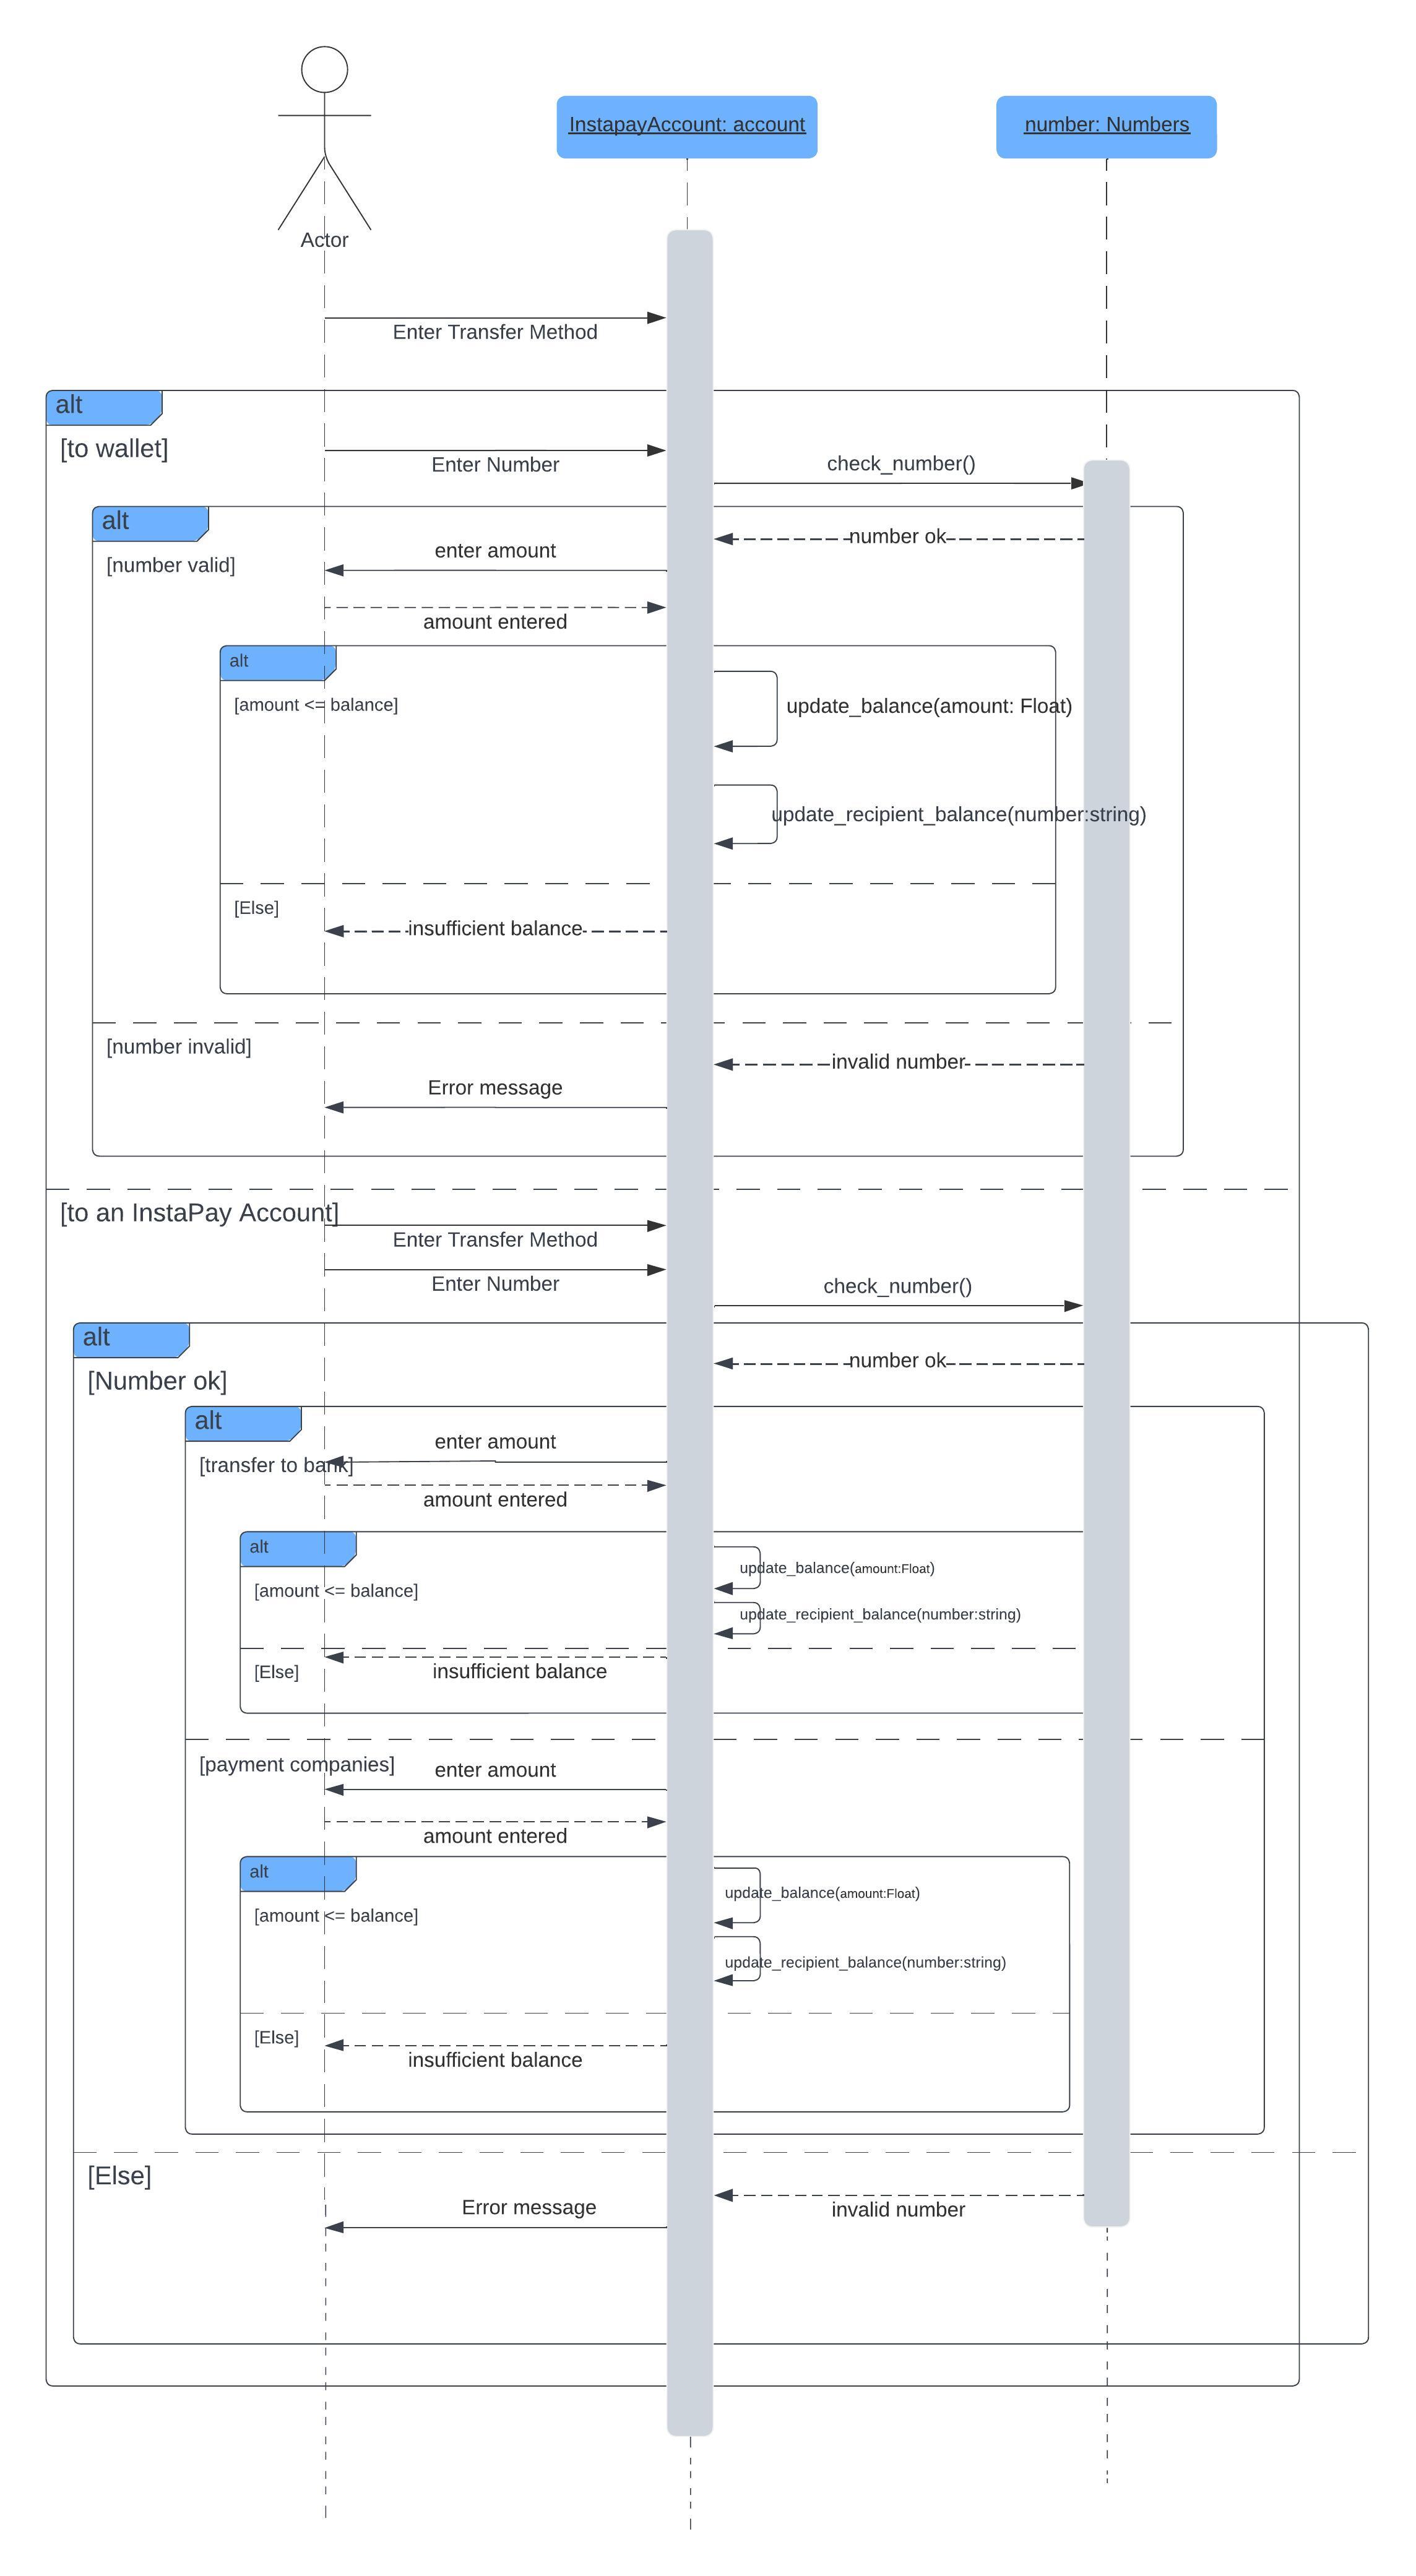 InstapayAccount: account
number: Numbers
Actor
Enter Transfer Method
alt
[to wallet]
Enter Number
check_number()
alt
number ok
[number valid]
enter amount
amount entered
alt
[amount <= balance]
update_balance(amount: Float)
update_recipient_balance(number:string)
[Else]
insufficient balance
[number invalid]
invalid number
Error message
[to an InstaPay Account]
Enter Transfer Method
Enter Number
check_number()
alt
number ok
[Number ok]
alt
enter amount
[transfer to bank]
amount entered
alt
update_balance(amount:Float)
[amount <= balance]
update_recipient_balance(number:string)
[Else]
insufficient balance
[payment companies]
enter amount
amount entered
alt
update_balance(amount:Float)
[amount <= balance]
update_recipient_balance(number:string)
[Else]
insufficient balance
[Else]
Error message
invalid number